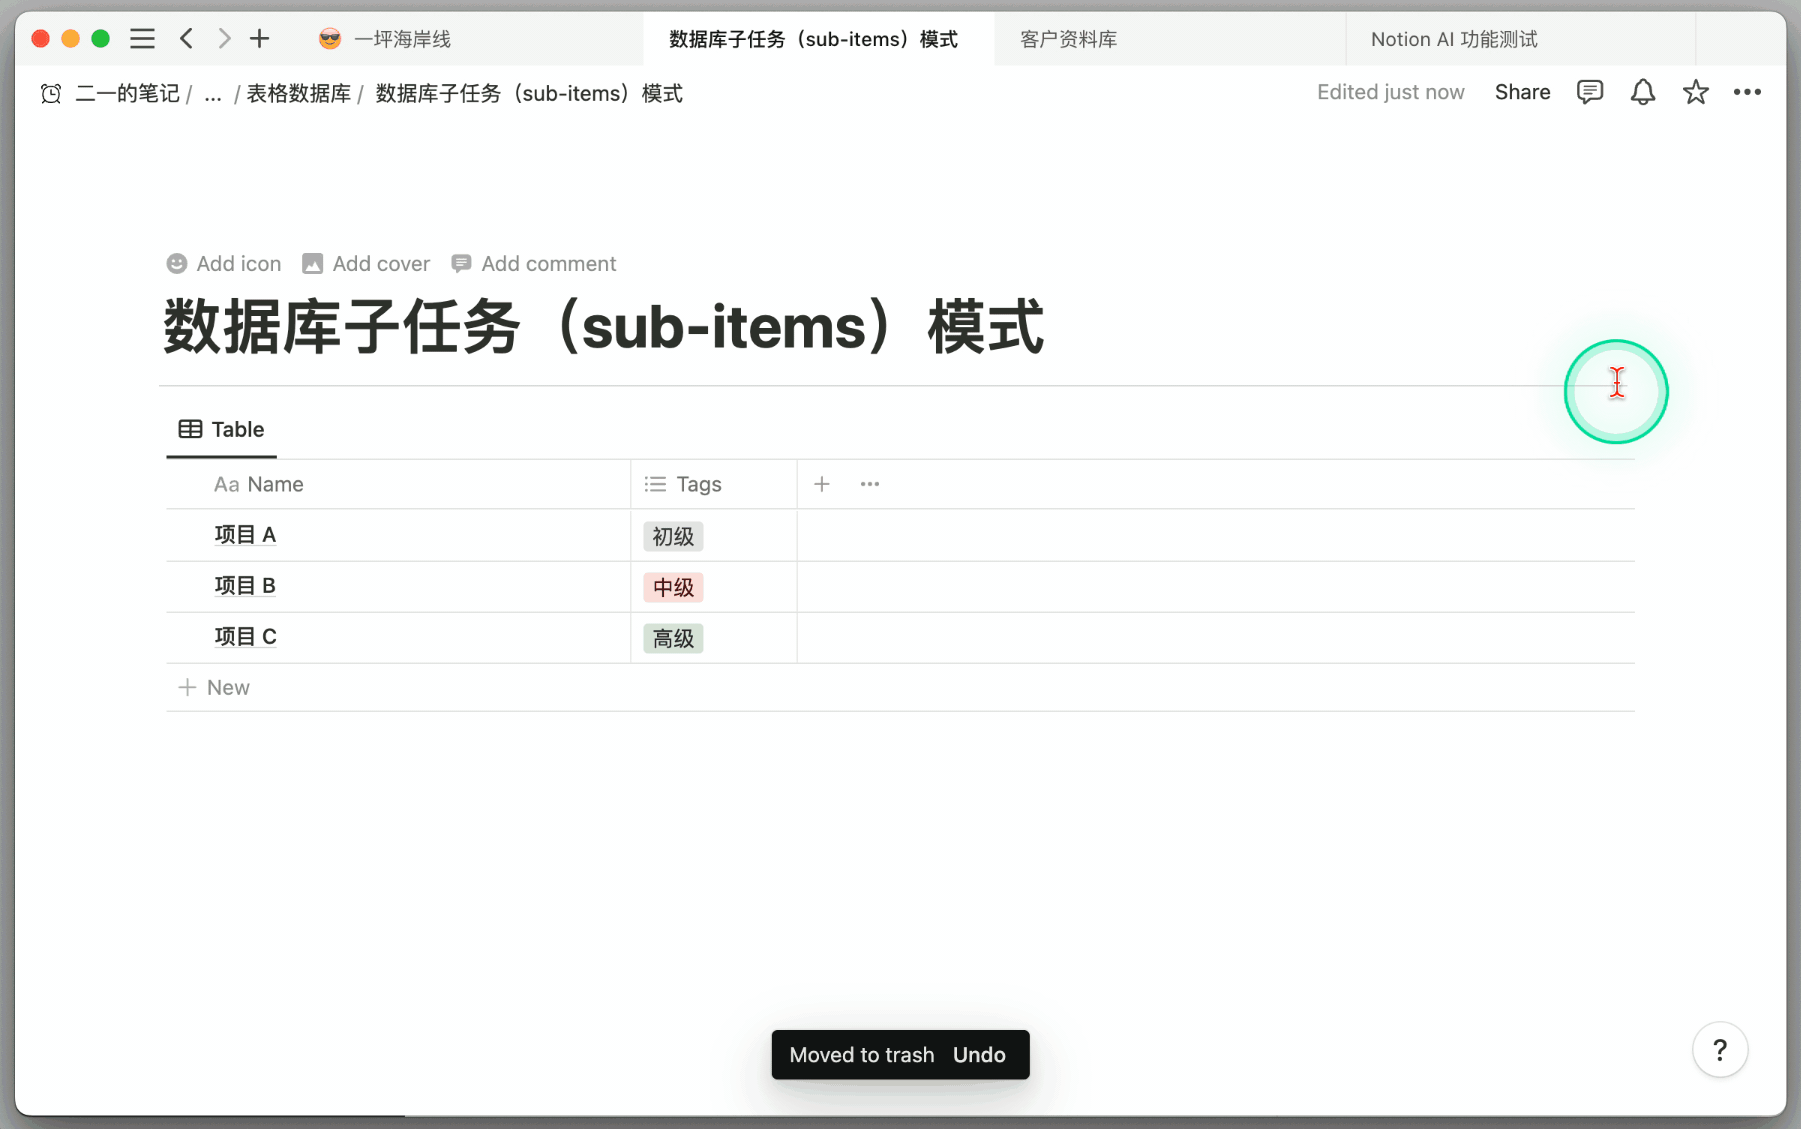 一坪海岸线 数据库子任务（sub-items）模式 客户资料库 Notion AI 功能测试
二一的笔记 / ... / 表格数据库 / 数据库子任务（sub-items）模式 Edited just now Share
Add icon Add cover Add comment
数据库子任务（sub-items）模式
Table
Aa Name Tags
项目 A 初级
项目 B 中级
项目 C 高级
+ New
Moved to trash Undo
?